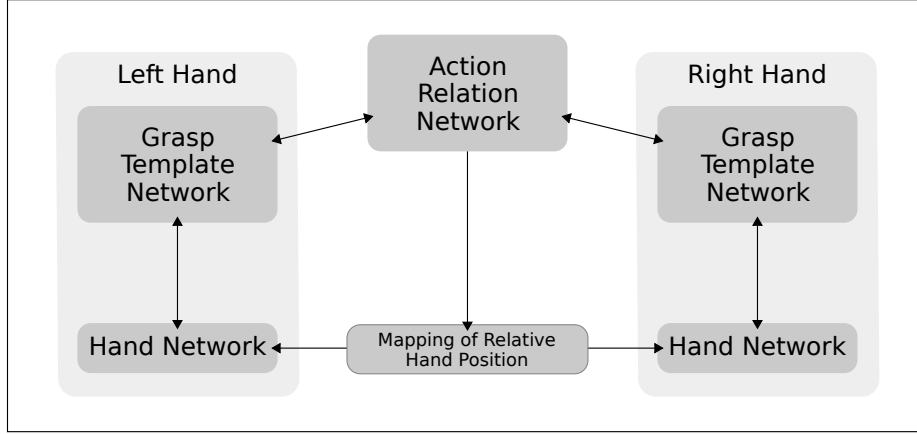 Left Hand
Grasp
Template
Network
Hand Network
Action
Relation
Network
Mapping of Relative
Hand Position
Right Hand
Grasp
Template
Network
Hand Network